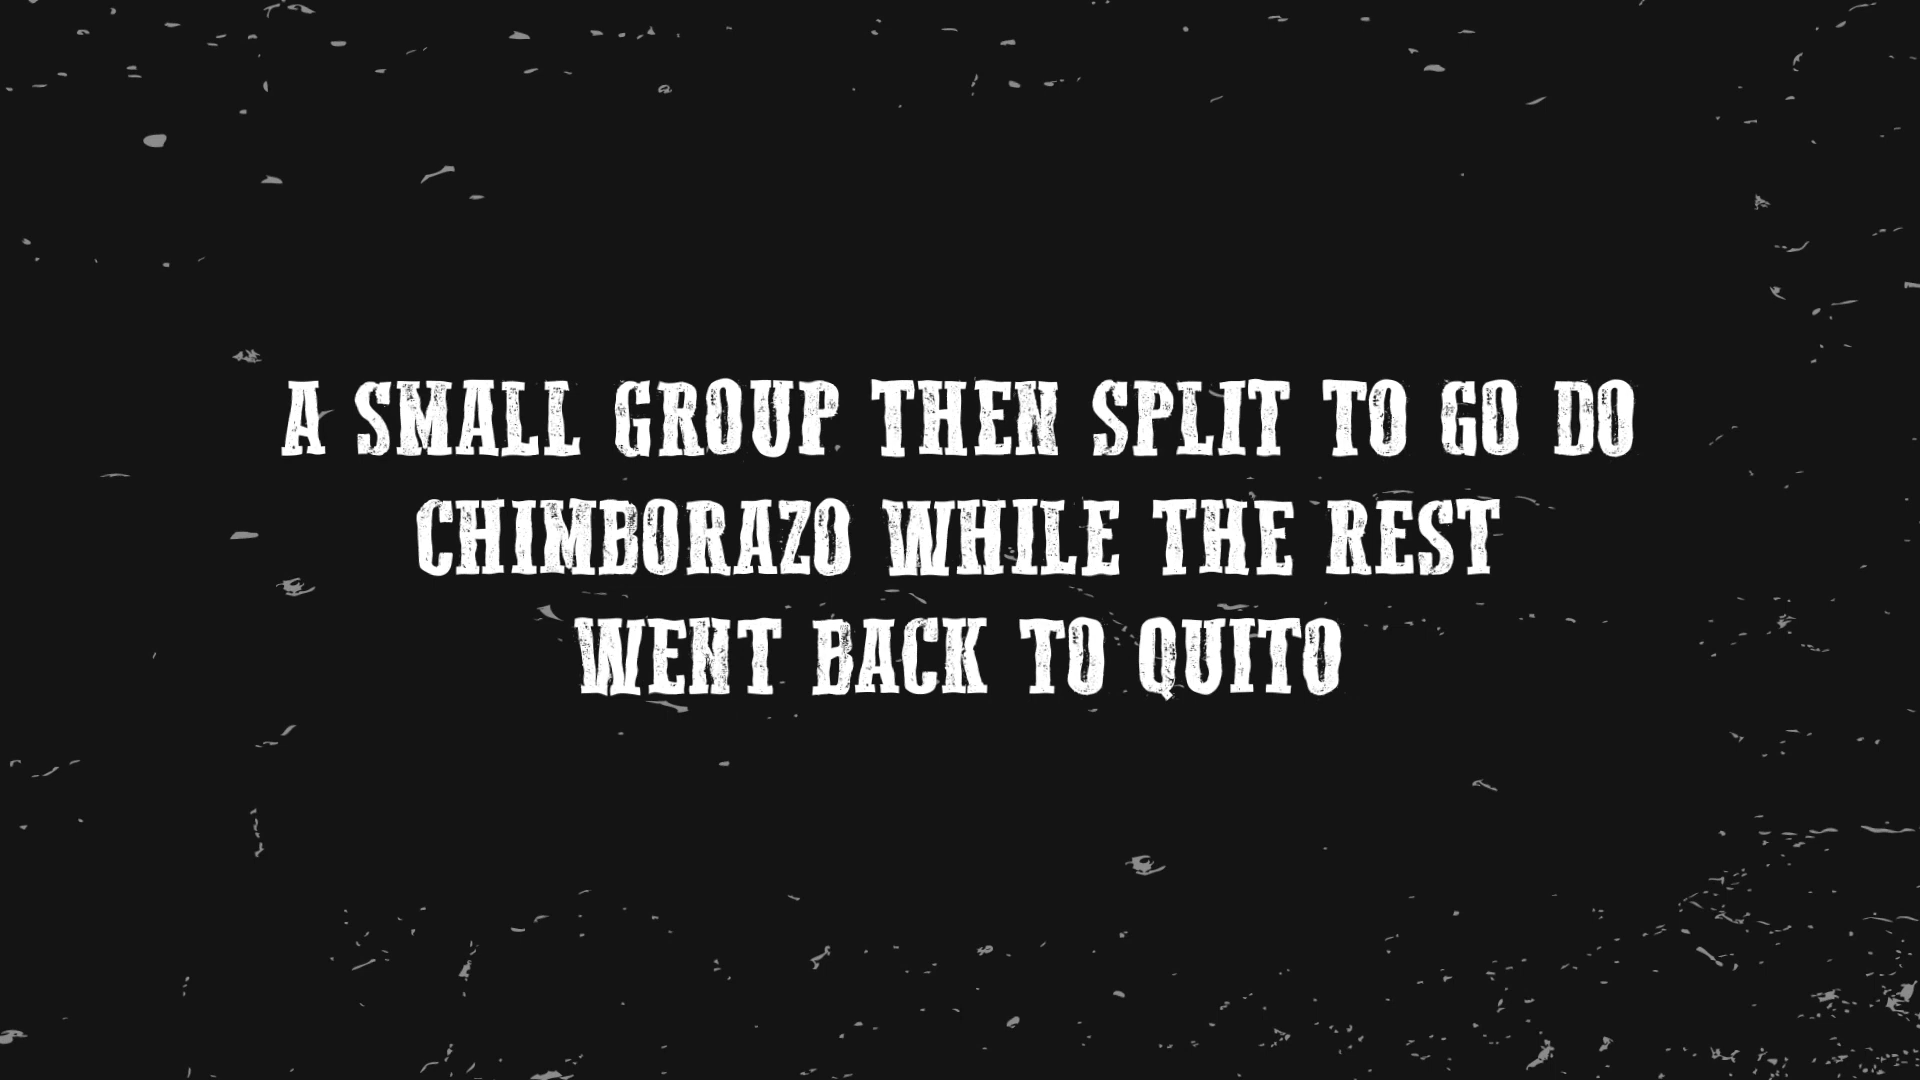 A SMALL GROUP THEN SPLIT TO GO DO
CHIMBORAZO WHILE THE REST
WENT BACK TO QUITO